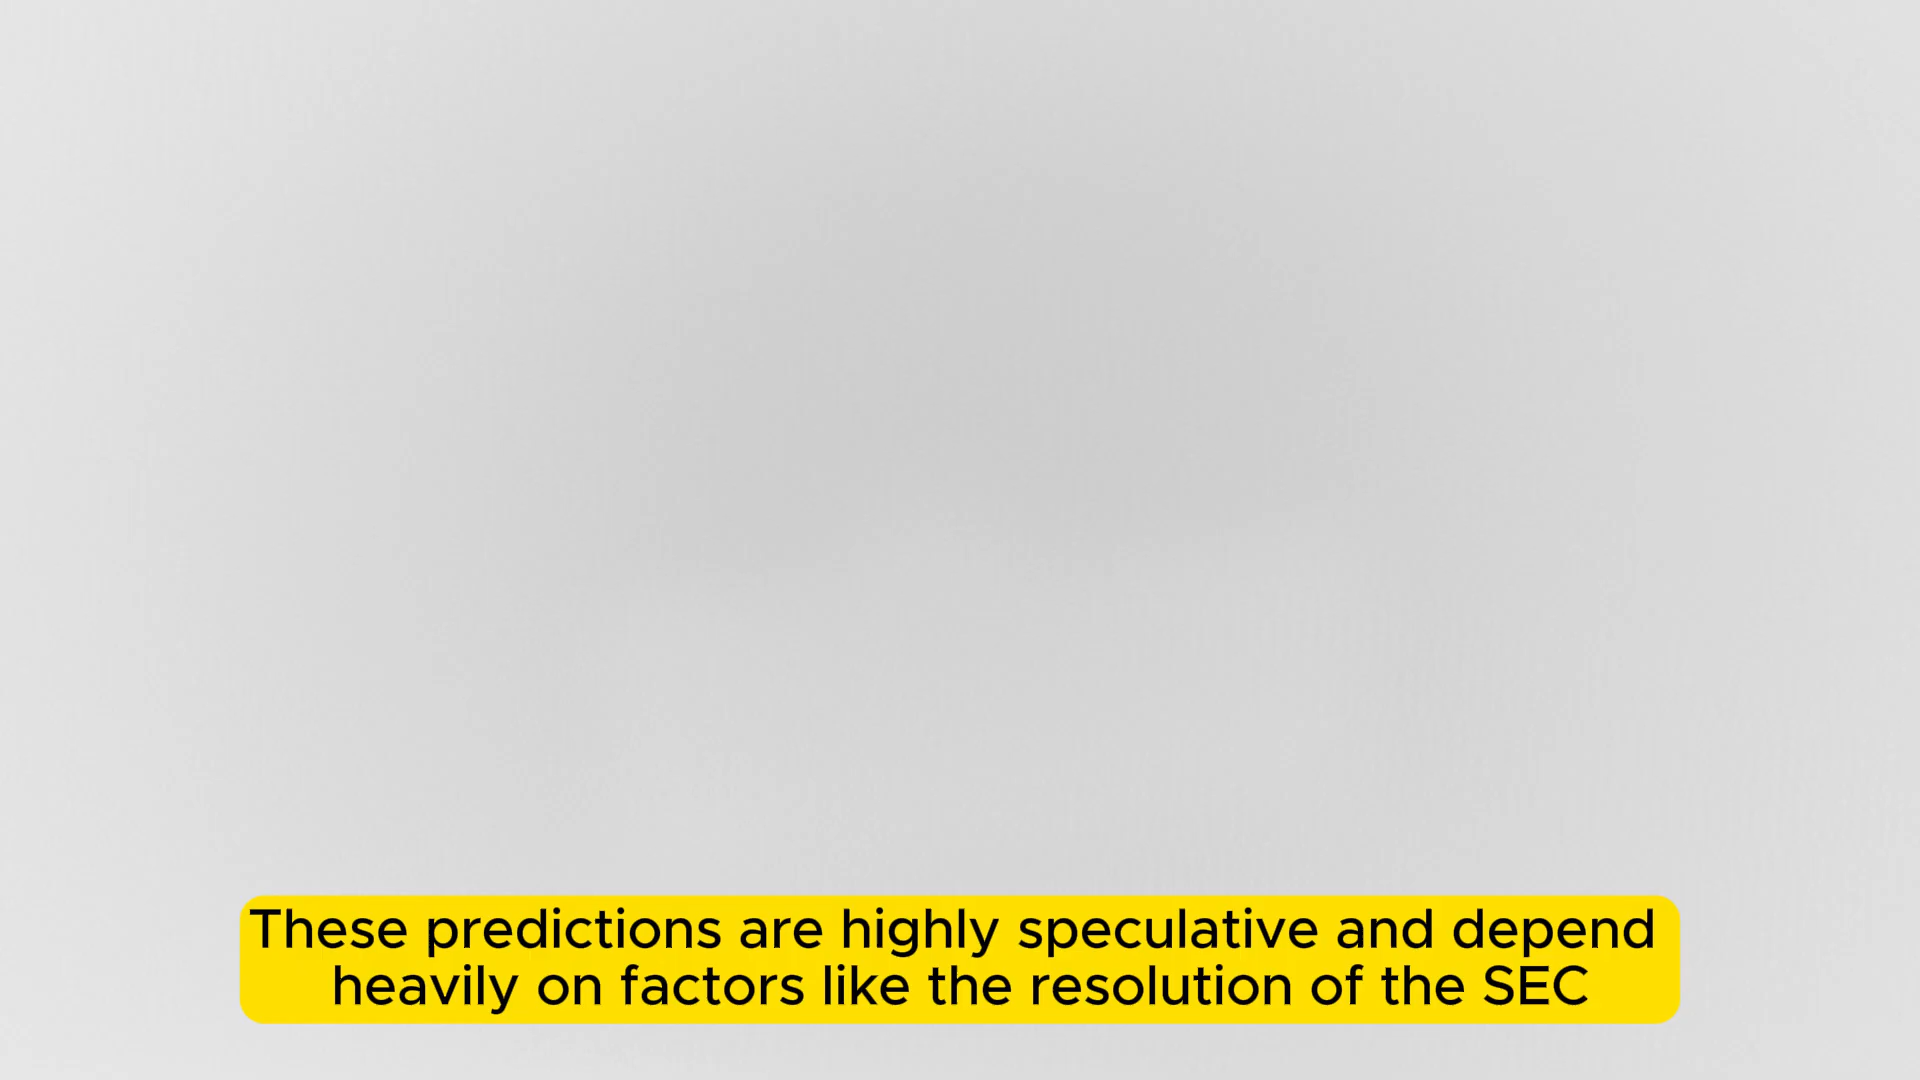 These predictions are highly speculative and depend
heavily on factors like the resolution of the SEC